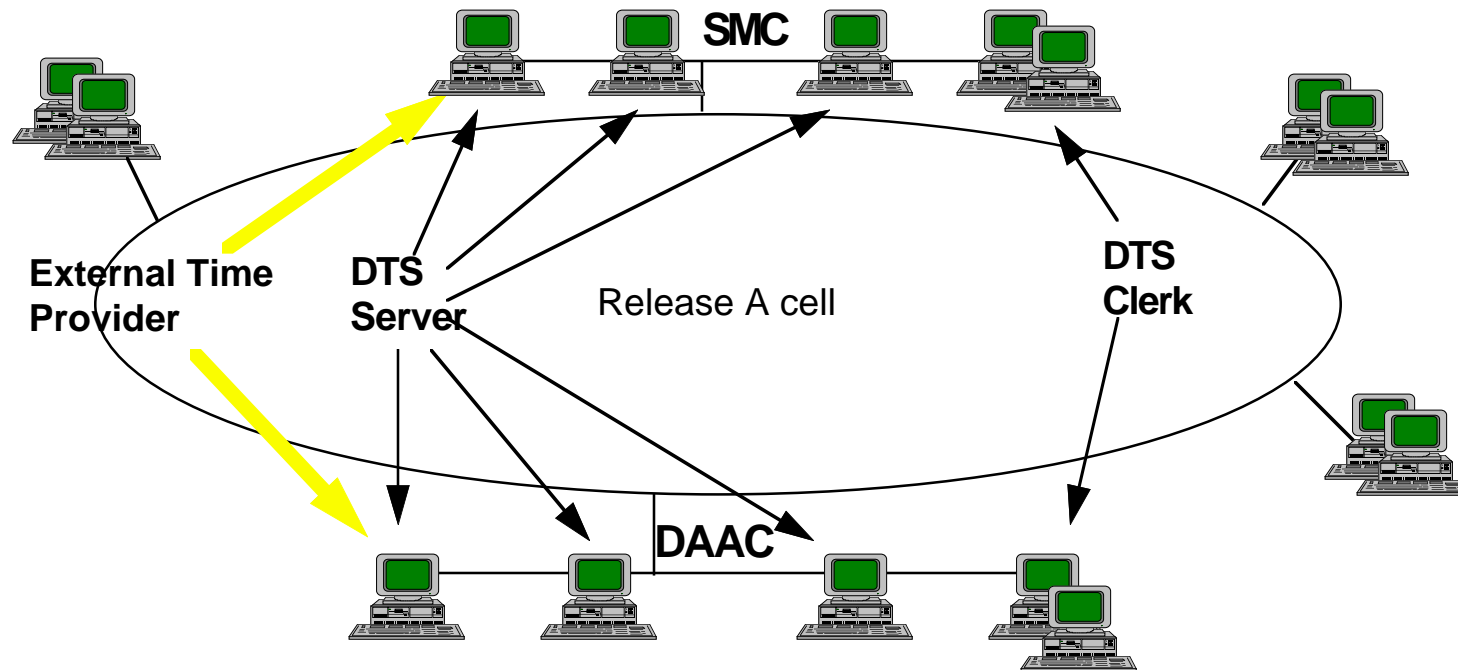 SMC
External Time
Provider
DTS
Server
Release A cell
DTS
Clerk
DAAC